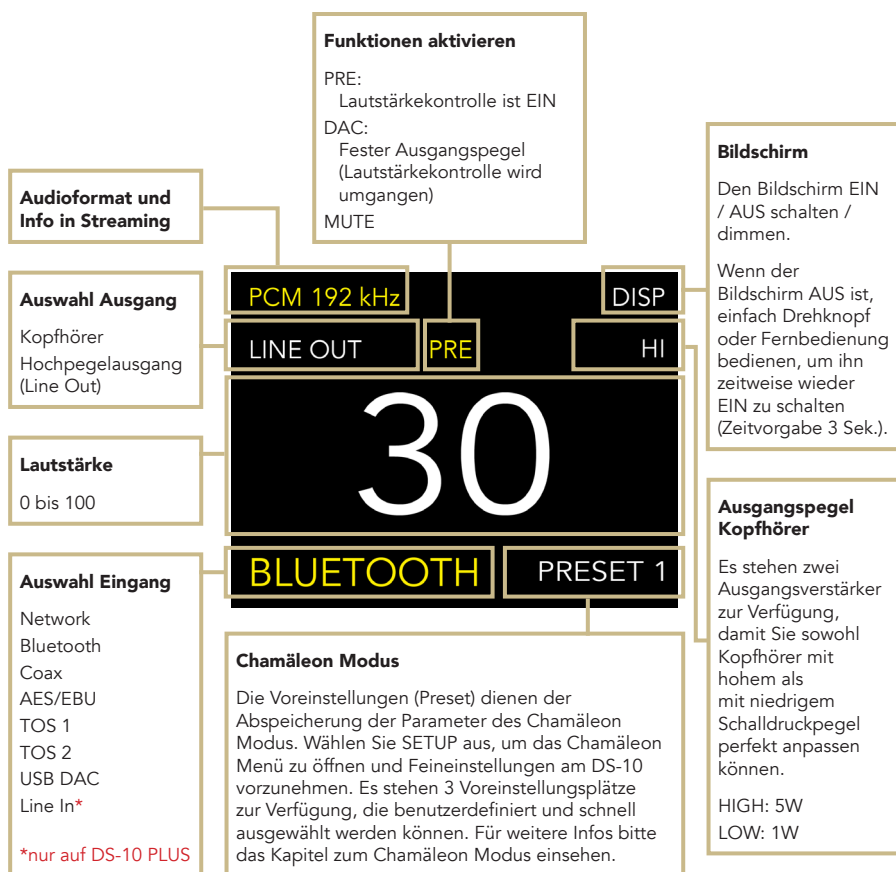 Funktionen aktivieren
PRE:
Lautstärkekontrolle ist EIN
DAC:
Fester Ausgangspegel
(Lautstärkekontrolle wird
umgangen)
MUTE
Audioformat und
Info in Streaming
Auswahl Ausgang
Kopfhörer
Hochpegelausgang
(Line Out)
Lautstärke
0 bis 100
Auswahl Eingang
Network
Bluetooth
Coax
AES/EBU
TOS 1
TOS 2
USB DAC
Line In*
*nur auf DS-10 PLUS
PCM 192 kHz
DISP
LINE OUT
PRE
HI
30
BLUETOOTH
PRESET 1
Chamäleon Modus
Die Voreinstellungen (Preset) dienen der
Abspeicherung der Parameter des Chamäleon
Modus. Wählen Sie SETUP aus, um das Chamäleon
Menü zu öffnen und Feineinstellungen am DS-10
vorzunehmen. Es stehen 3 Voreinstellungsplätze
zur Verfügung, die benutzerdefiniert und schnell
ausgewählt werden können. Für weitere Infos bitte
das Kapitel zum Chamäleon Modus einsehen.
Bildschirm
Den Bildschirm EIN
/ AUS schalten /
dimmen.
Wenn der
Bildschirm AUS ist,
einfach Drehknopf
oder Fernbedienung
bedienen, um ihn
zeitweise wieder
EIN zu schalten
(Zeitvorgabe 3 Sek.).
Ausgangspegel
Kopfhörer
Es stehen zwei
Ausgangsverstärker
zur Verfügung,
damit Sie sowohl
Kopfhörer mit
hohem als
mit niedrigem
Schalldruckpegel
perfekt anpassen
können.
HIGH: 5W
LOW: 1W